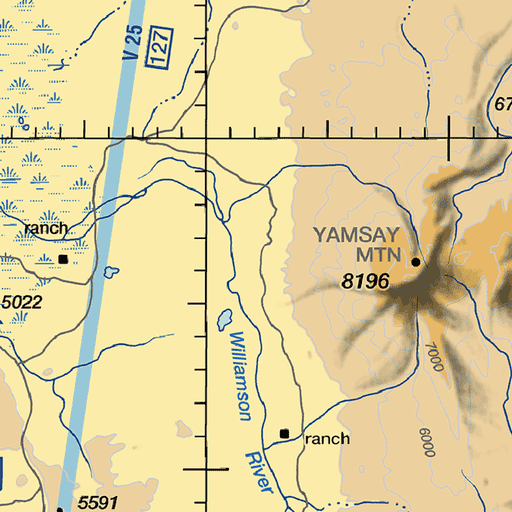 V 25
127
67
ranch
YAMSAY
MTN
8196
5022
Williamson
River
7000
6000
ranch
5591